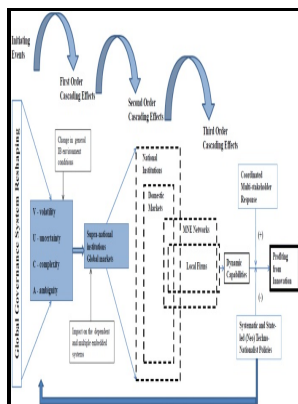 Initiating
Events
First Order
Cascading Effects
Second Order
Cascading Effects
Third Order
Cascading Effects
Global Governance System Reshaping
Change in general
IB environment
conditions
V - volatility
U - uncertainty
C - complexity
A - ambiguity
Supra-national
institutions
Global markets
Impact on the dependent
and multiple embedded
systems
National
Institutions
Domestic
Markets
MNE Networks
Local Firms
Dynamic
Capabilities
Coordinated
Multi-stakeholder
Response
(+)
(-)
Profiting
from
Innovation
Systematic and State-
led (Neo) Techno-
Nationalist Policies